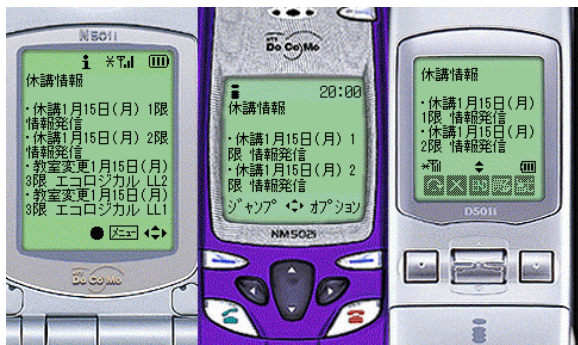 N501i
休講情報
・休講1月15日(月) 1限
情報発信
・休講1月15日(月) 2限
情報発信
・教室変更1月15日(月)
3限 エコロジカル LL2
・教室変更1月15日(月)
3限 エコロジカル LL1
メニュー
NTT
DoCoMo
NTT
DoCoMo
20:00
休講情報
・休講1月15日(月) 1
限 情報発信
・休講1月15日(月) 2
限 情報発信
ジャンプ オプション
NM502i
休講情報
・休講1月15日(月)
1限 情報発信
・休講1月15日(月)
2限 情報発信
D501i